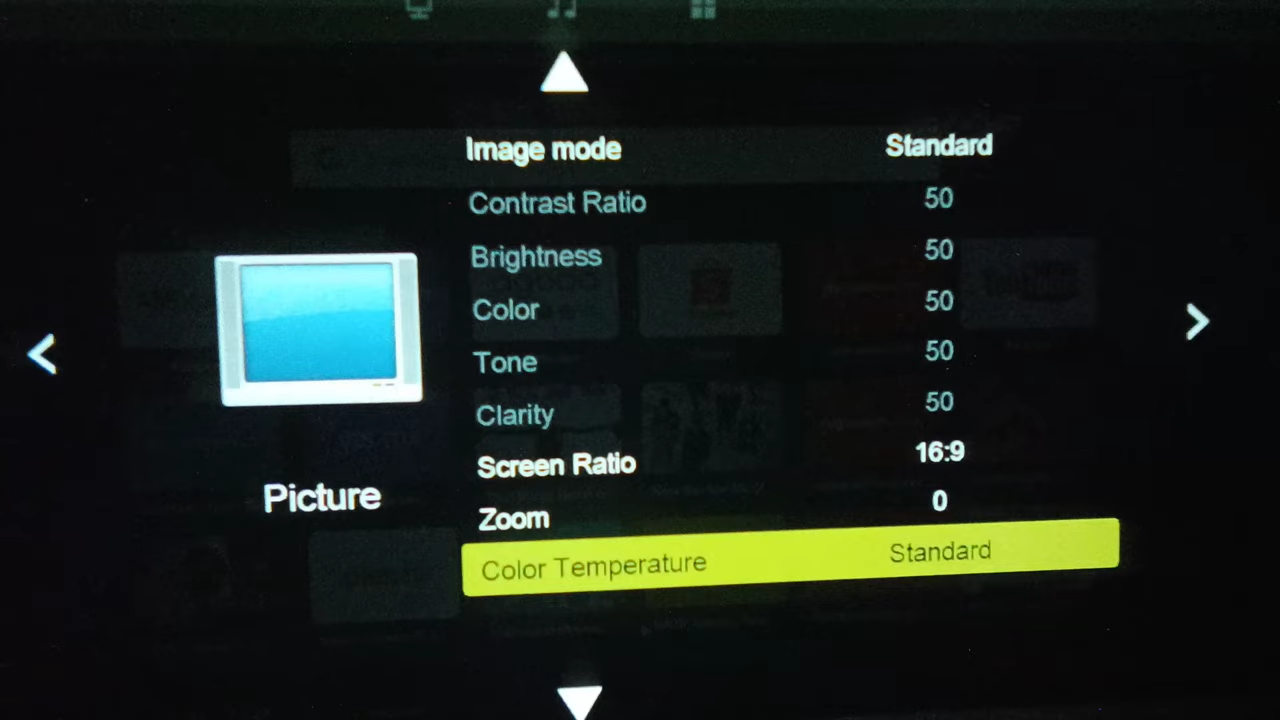 Image mode Standard
Contrast Ratio 50
Brightness 50
Color 50
Tone 50
Clarity 50
Screen Ratio 16:9
Picture
Zoom 0
Color Temperature Standard